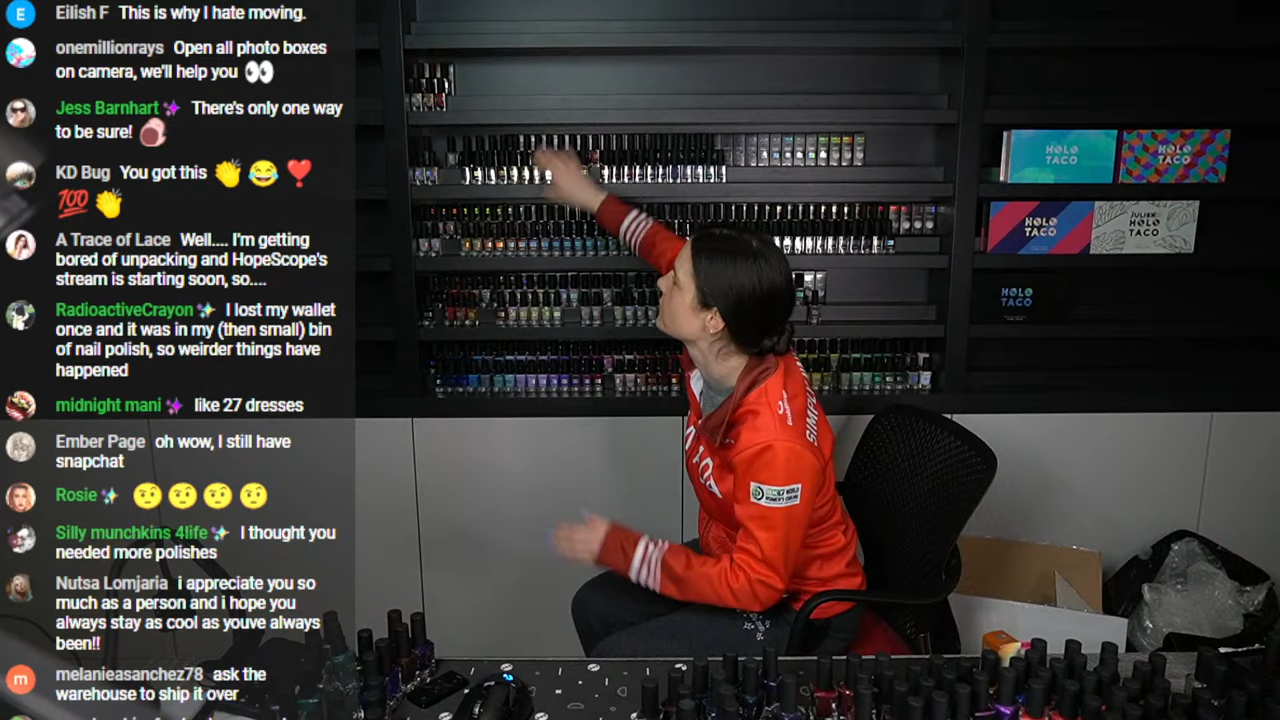 Eilish F This is why I hate moving.
onemillionrays Open all photo boxes
on camera, we'll help you 👀
Jess Barnhart There's only one way
to be sure!
KD Bug You got this 👏 😂 ❣️
💯 👏
A Trace of Lace Well.... I'm getting
bored of unpacking and HopeScope's
stream is starting soon, so....
RadioactiveCrayon I lost my wallet
once and it was in my (then small) bin
of nail polish, so weirder things have
happened
midnight mani like 27 dresses
Ember Page oh wow, I still have
snapchat
Rosie 🤨 🤨 🤨 🤨
Silly munchkins 4life I thought you
needed more polishes
Nutsa Lomjaria i appreciate you so
much as a person and i hope you
always stay as cool as youve always
been!!
melanieasanchez78 ask the
warehouse to ship it over
E
m
HOLO
TACO
HOLO
TACO
HOLO
TACO
HOLO
TACO
HOLO
TACO
SIMPLY